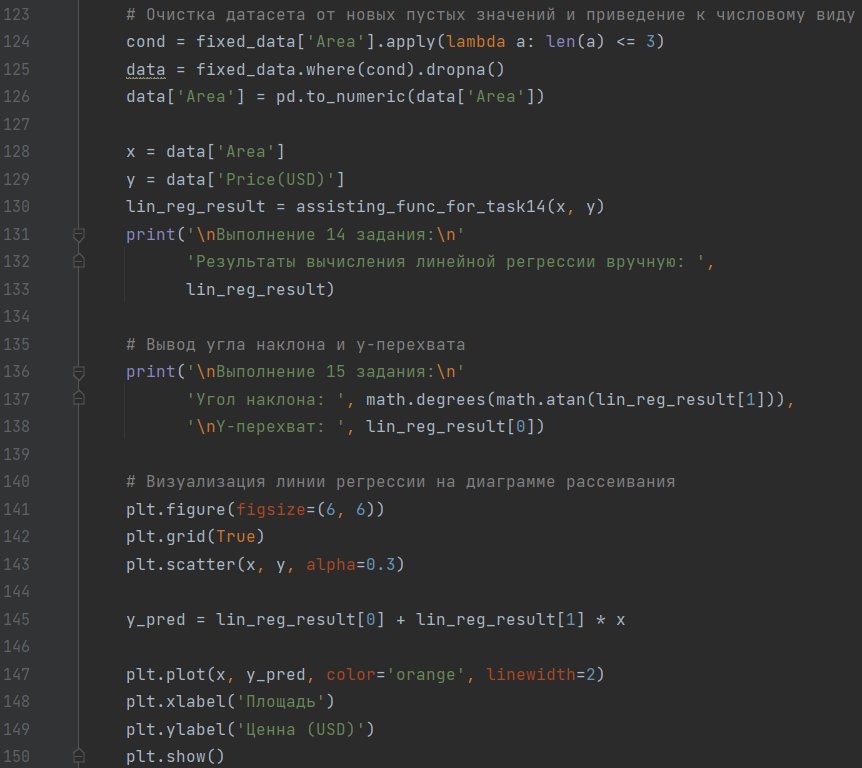 123 # Очистка датасета от новых пустых значений и приведение к числовому виду
124 cond = fixed_data['Area'].apply(lambda a: len(a) <= 3)
125 data = fixed_data.where(cond).dropna()
126 data['Area'] = pd.to_numeric(data['Area'])
127
128 x = data['Area']
129 y = data['Price(USD)']
130 lin_reg_result = assisting_func_for_task14(x, y)
131 print('\nВыполнение 14 задания:\n'
132 'Результаты вычисления линейной регрессии вручную: ',
133 lin_reg_result)
134
135 # Вывод угла наклона и y-перехвата
136 print('\nВыполнение 15 задания:\n'
137 'Угол наклона: ', math.degrees(math.atan(lin_reg_result[1])),
138 '\nY-перехват: ', lin_reg_result[0])
139
140 # Визуализация линии регрессии на диаграмме рассеивания
141 plt.figure(figsize=(6, 6))
142 plt.grid(True)
143 plt.scatter(x, y, alpha=0.3)
144
145 y_pred = lin_reg_result[0] + lin_reg_result[1] * x
146
147 plt.plot(x, y_pred, color='orange', linewidth=2)
148 plt.xlabel('Площадь')
149 plt.ylabel('Ценна (USD)')
150 plt.show()